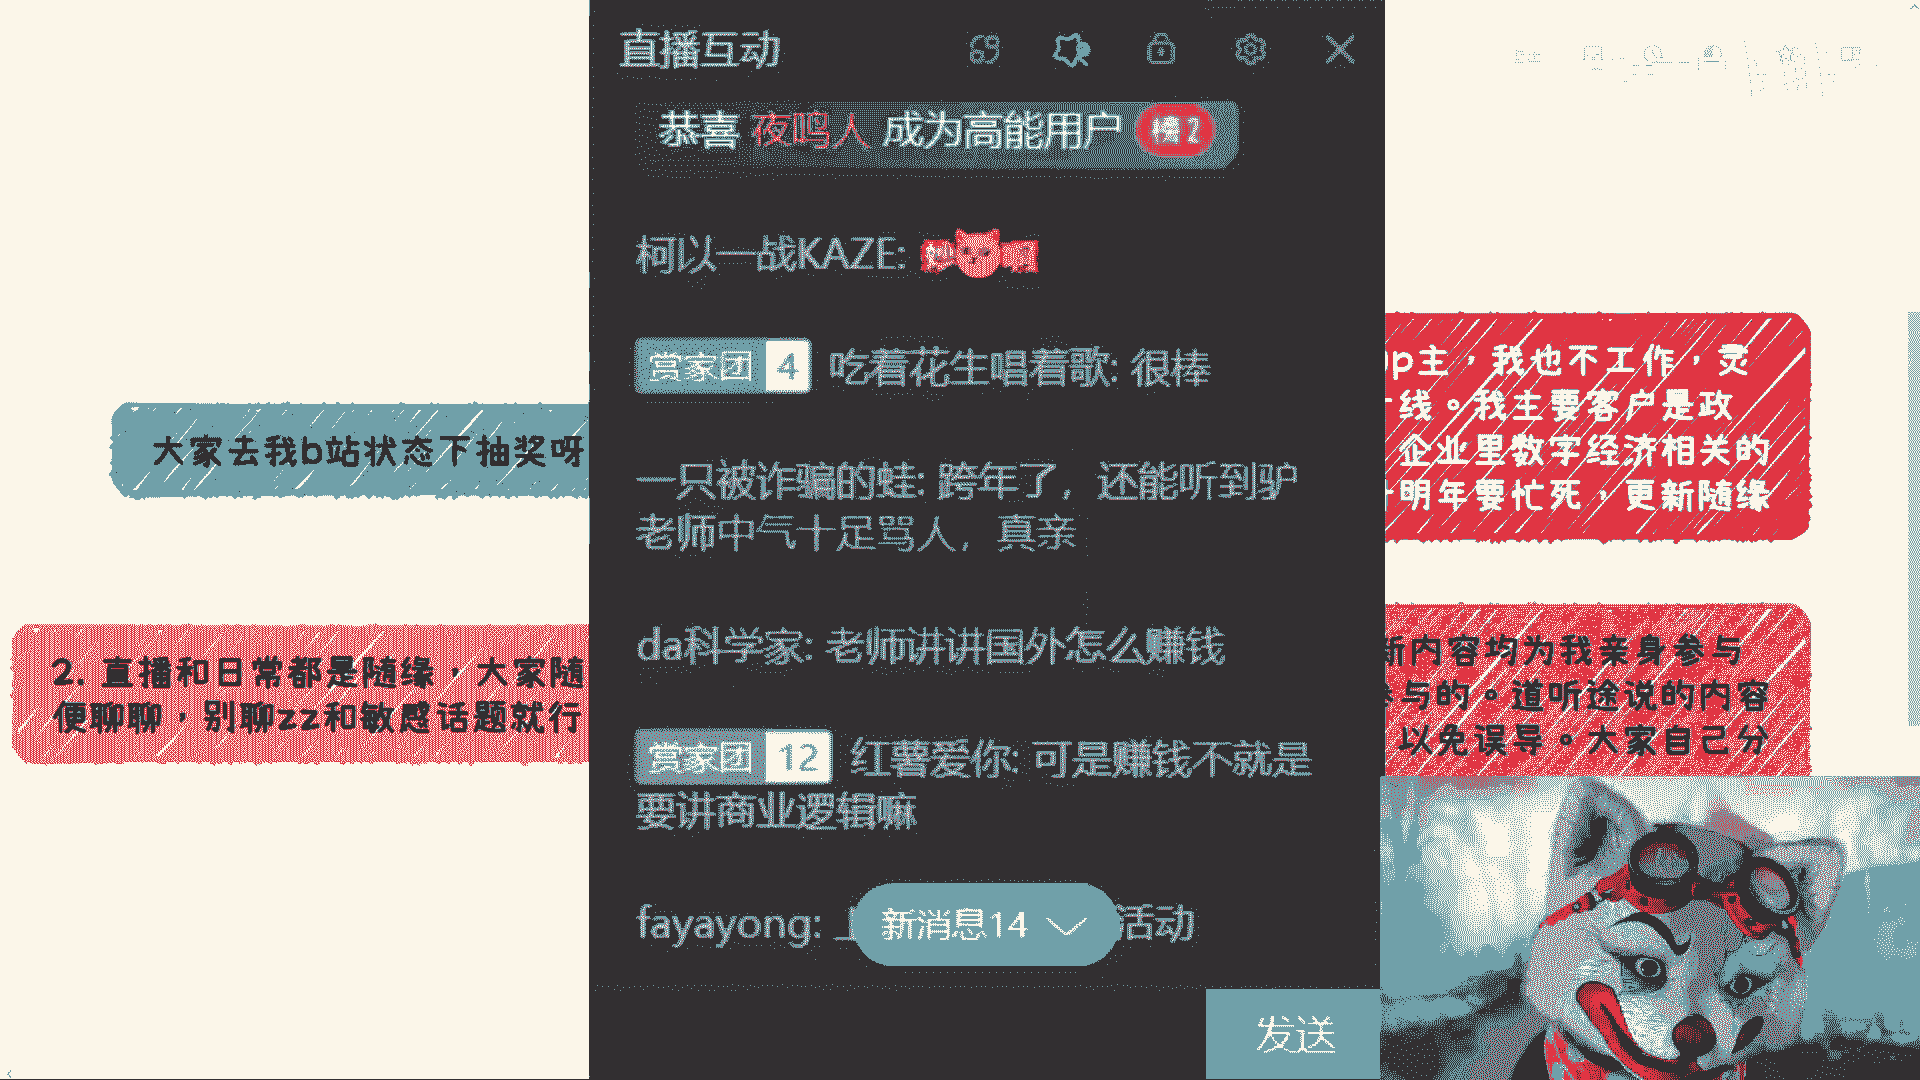 直播互动
恭喜 夜鸣人 成为高能用户 榜2
柯以一战KAZE: 妙啊
赏家团 4 吃着花生唱着歌: 很棒
一只被诈骗的蛙: 跨年了，还能听到驴
老师中气十足骂人，真亲
da科学家: 老师讲讲国外怎么赚钱
赏家团 12 红薯爱你: 可是赚钱不就是
要讲商业逻辑嘛
fayayong:
活动
新消息14
发送
大家去我b站状态下抽奖呀
2. 直播和日常都是随缘，大家随
便聊聊，别聊zz和敏感话题就行
p主，我也不工作，灵
线。我主要客户是政
企业里数字经济相关的
明年要忙死，更新随缘
新内容均为我亲身参与
参与的。道听途说的内容
以免误导。大家自己分